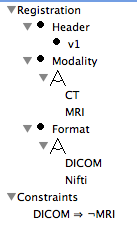 Registration
Header
v1
Modality
CT
MRI
Format
DICOM
Nifti
Constraints
DICOM ⇒ ¬MRI